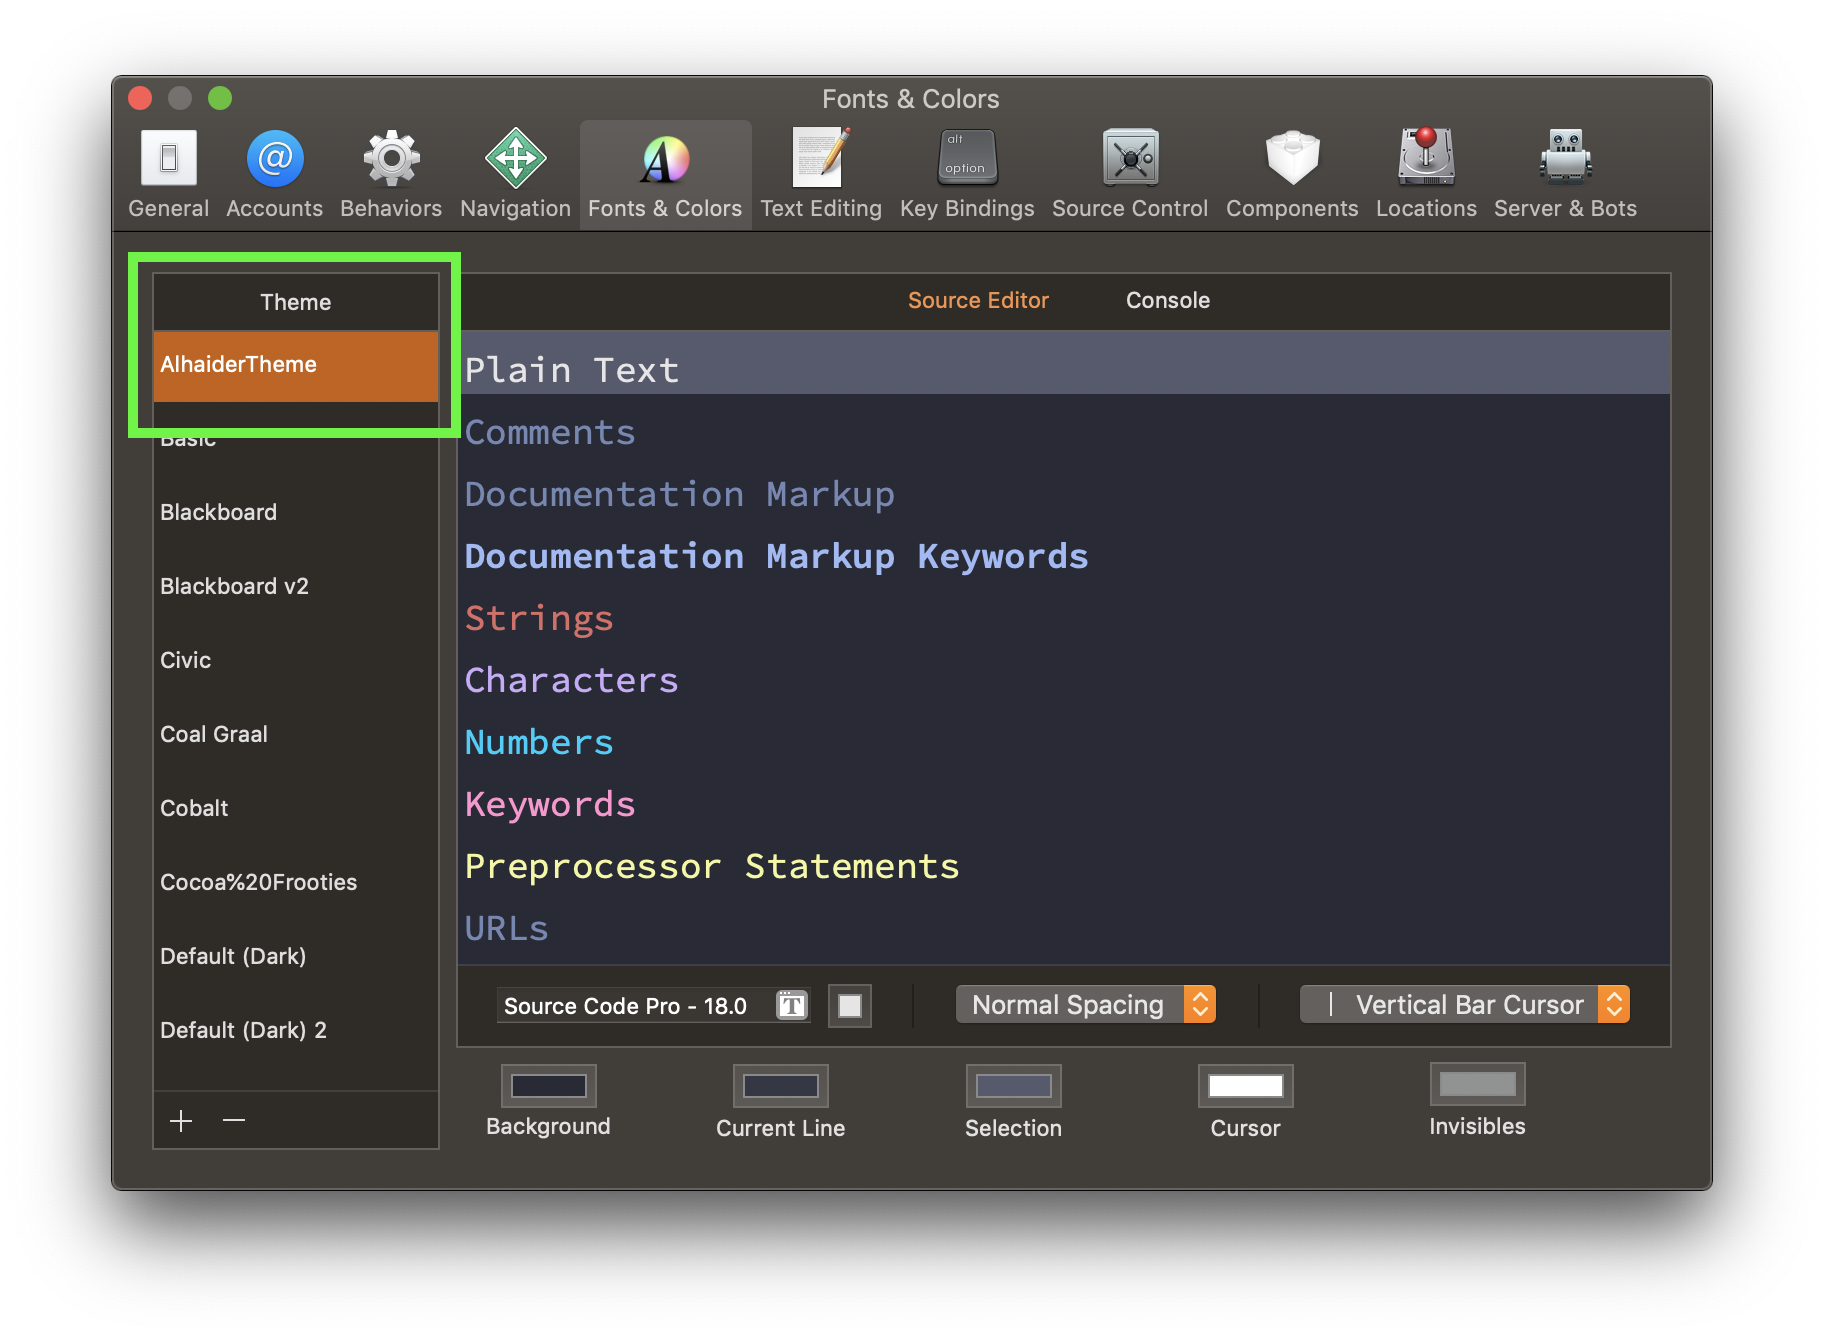 Fonts & Colors
alt
option
General Accounts Behaviors Navigation Fonts & Colors Text Editing Key Bindings Source Control Components Locations Server & Bots
Theme
AlhaiderTheme
Basic
Blackboard
Blackboard v2
Civic
Coal Graal
Cobalt
Cocoa%20Frooties
Default (Dark)
Default (Dark) 2
Source Editor Console
Plain Text
Comments
Documentation Markup
Documentation Markup Keywords
Strings
Characters
Numbers
Keywords
Preprocessor Statements
URLs
Source Code Pro - 18.0 T Normal Spacing Vertical Bar Cursor
Background Current Line Selection Cursor Invisibles